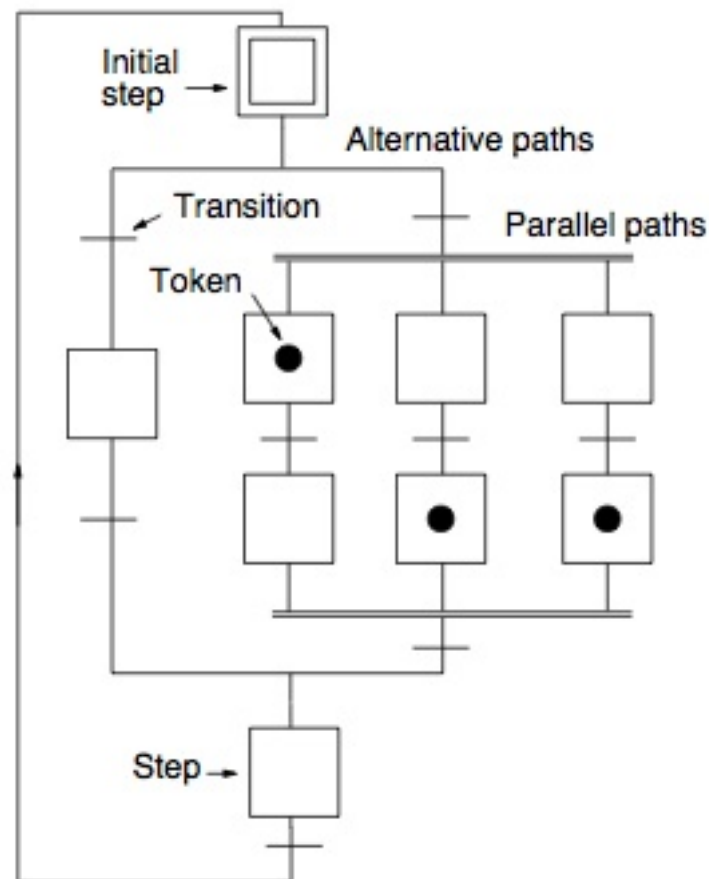 Initial
step
Alternative paths
Transition
Parallel paths
Token
Step